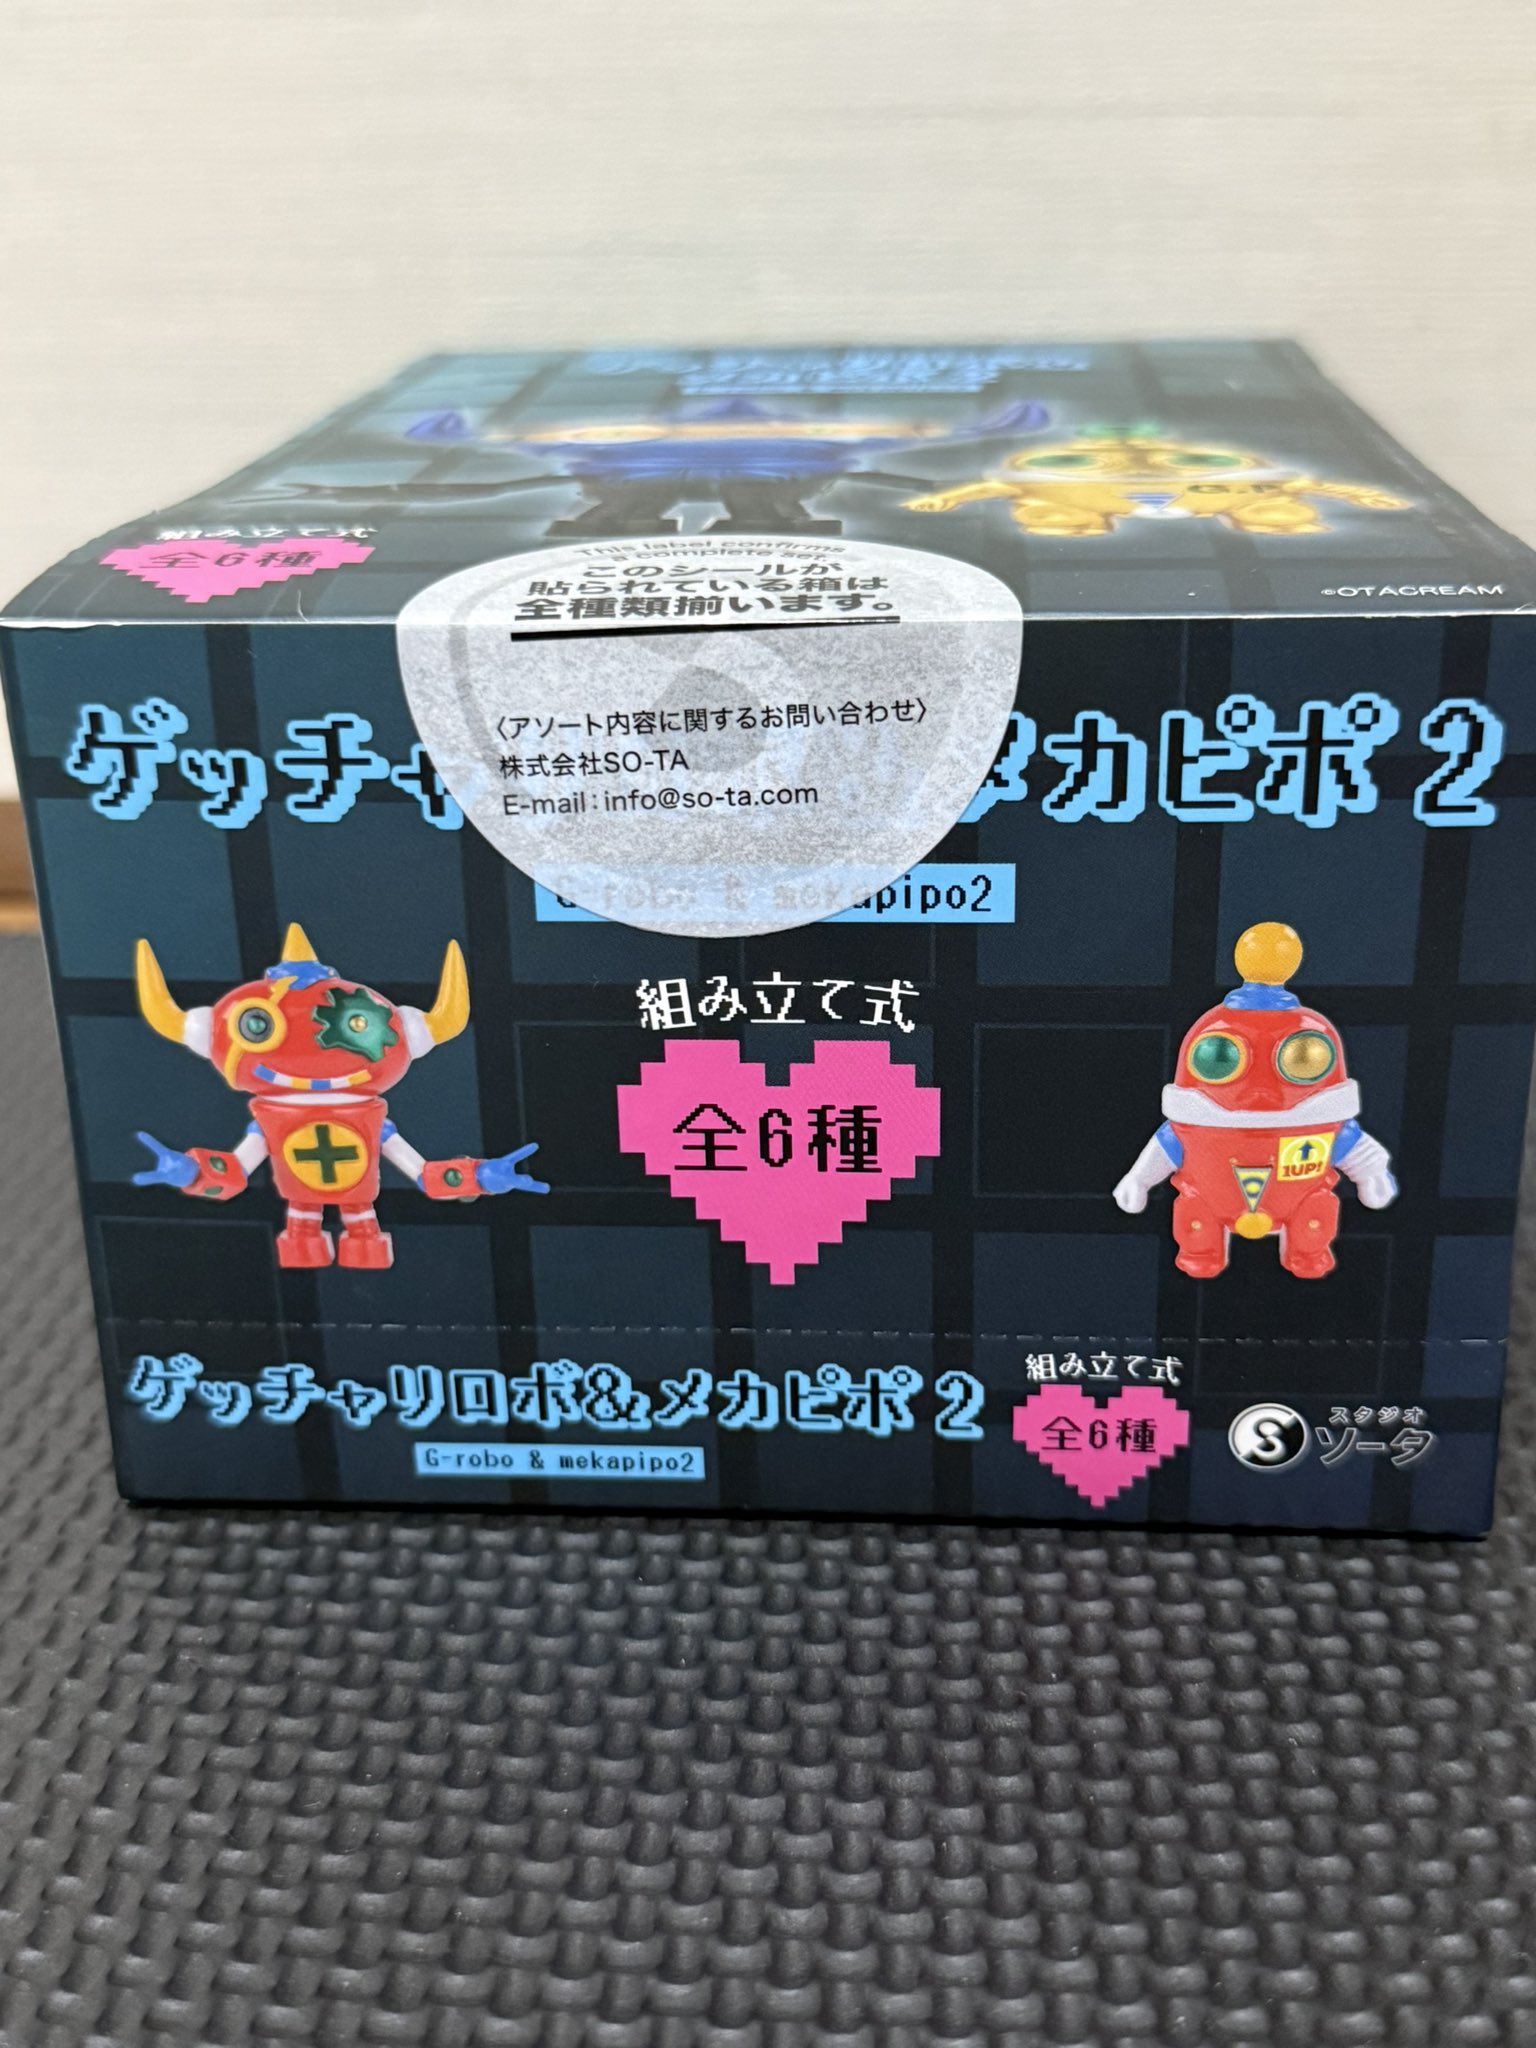 組み立て式
全6種
This label confirms
a complete set.
このシールが
貼られている箱は
全種類揃います。
©OTACREAM
〈アソート内容に関するお問い合わせ〉
株式会社SO-TA
E-mail：info@so-ta.com
ゲッチャ メカピポ 2
G-robo & mekapipo2
組み立て式
全6種
1UP!
ゲッチャリロボ&メカピポ 2
G-robo & mekapipo2
組み立て式
全6種
S
スタジオ
ソータ